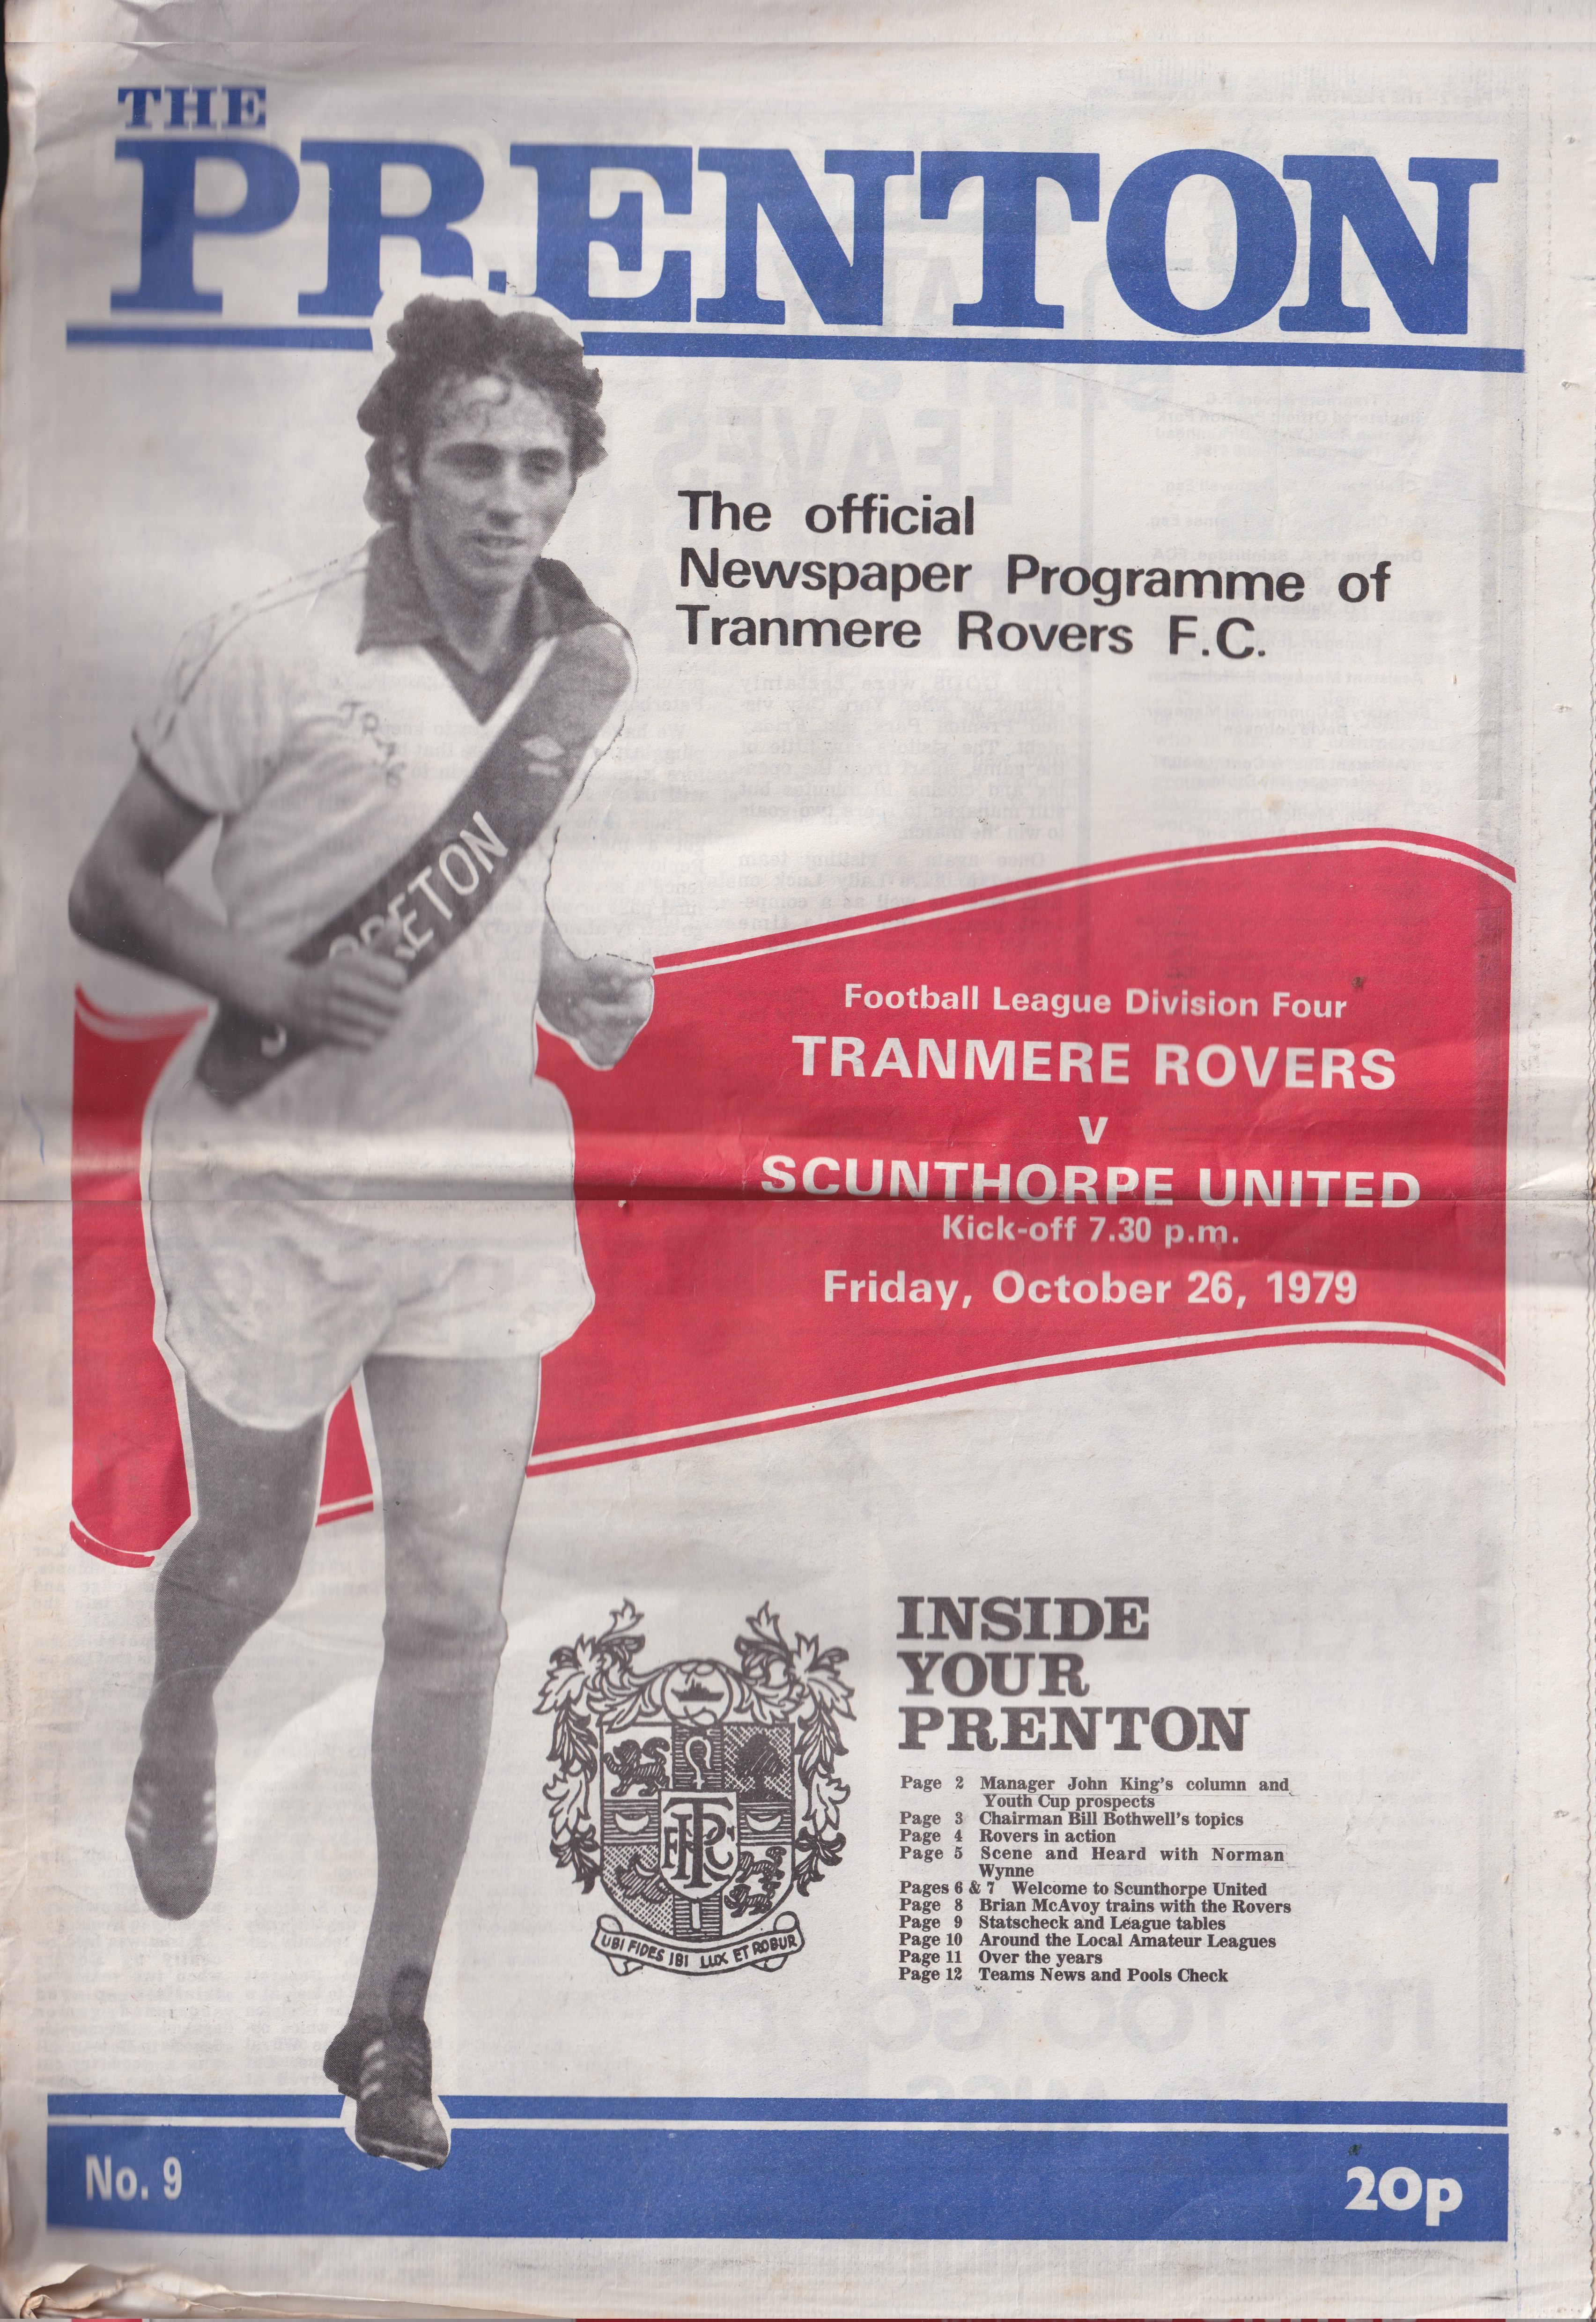 THE
PRENTON
The official
Newspaper Programme of
Tranmere Rovers F.C.
Football League Division Four
TRANMERE ROVERS
v
SCUNTHORPE UNITED
Kick-off 7.30 p.m.
Friday, October 26, 1979
INSIDE
YOUR
PRENTON
Page 2 Manager John King's column and
Youth Cup prospects
Page 3 Chairman Bill Bothwell's topics
Page 4 Rovers in action
Page 5 Scene and Heard with Norman
Wynne
Pages 6 & 7 Welcome to Scunthorpe United
Page 8 Brian McAvoy trains with the Rovers
Page 9 Statscheck and League tables
Page 10 Around the Local Amateur Leagues
Page 11 Over the years
Page 12 Teams News and Pools Check
UBI FIDES IBI LUX ET ROBUR
No. 9
20p